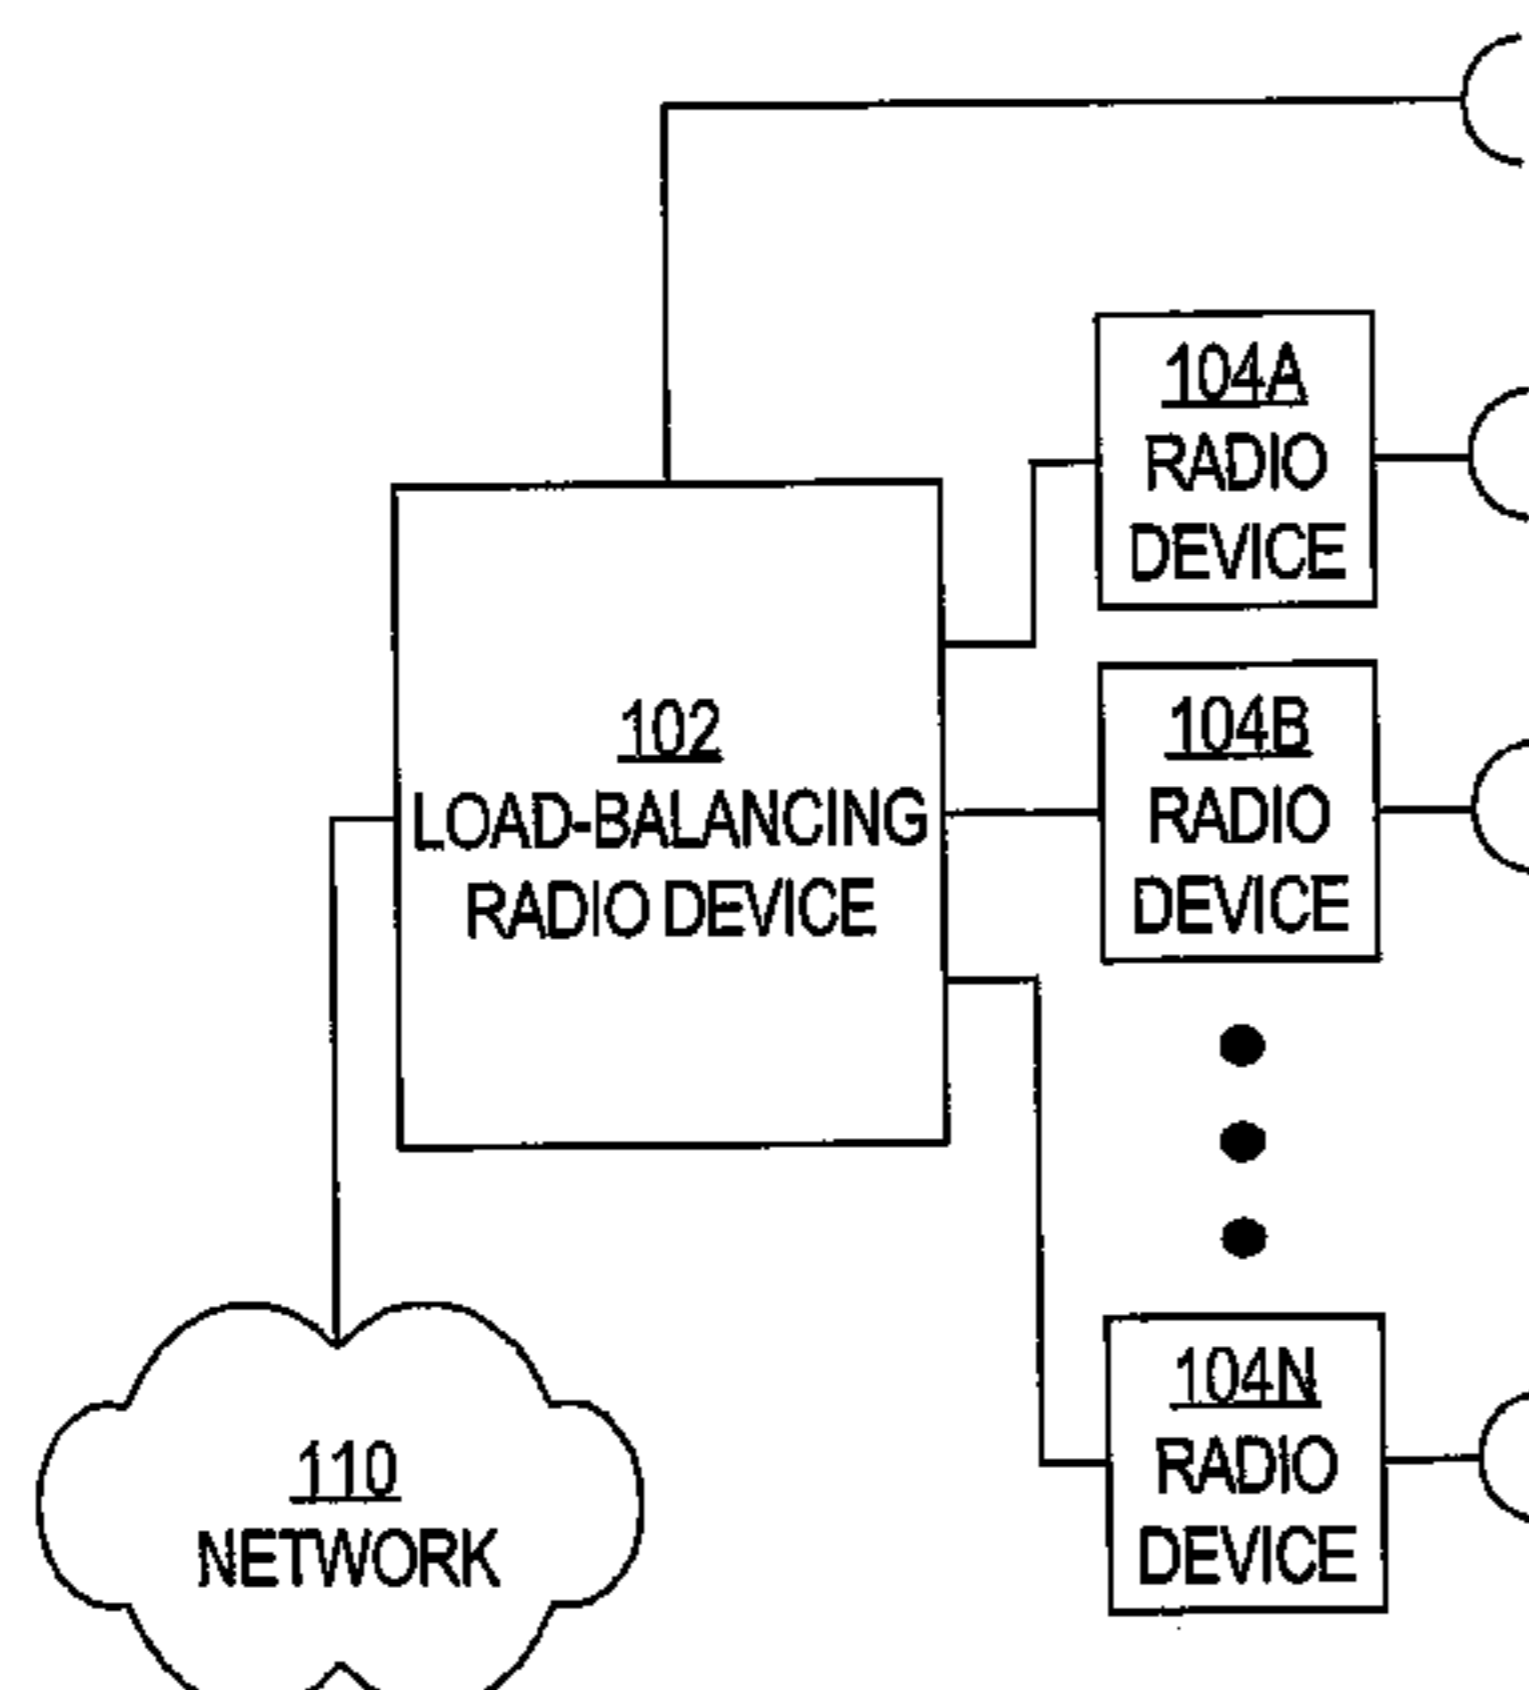 104A
RADIO
DEVICE
102
LOAD-BALANCING
RADIO DEVICE
104B
RADIO
DEVICE
104N
RADIO
DEVICE
110
NETWORK